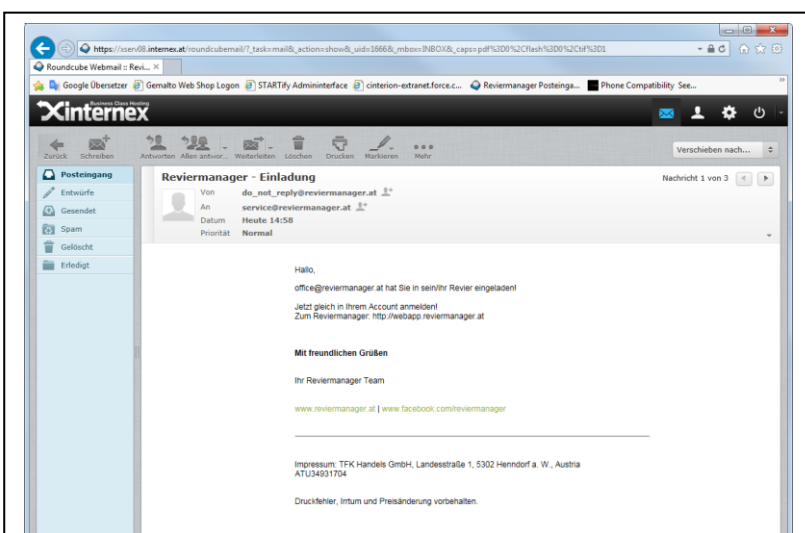 https://xserv08.internex.at/roundcubemail/?_task=mail&_action=show&_uid=1666&_mbox=INBOX&_caps=pdf%3D0%2Cflash%3D0%2Ctif%3D1
Roundcube Webmail :: Revi...
Google Übersetzer Gemalto Web Shop Logon STARTify Admininterface cinterion-extranet.force.c... Reviermanager Posteinga... Phone Compatibility See...
Business Class Hosting
Xinternex
Zurück Schreiben Antworten Allen antwor... Weiterleiten Löschen Drucken Markieren Mehr
Verschieben nach...
Posteingang
Entwürfe
Gesendet
Spam
Gelöscht
Erledigt
Reviermanager - Einladung
Nachricht 1 von 3
Von do_not_reply@reviermanager.at
An service@reviermanager.at
Datum Heute 14:58
Priorität Normal
Hallo,
office@reviermanager.at hat Sie in sein/ihr Revier eingeladen!
Jetzt gleich in Ihrem Account anmelden!
Zum Reviermanager: http://webapp.reviermanager.at
Mit freundlichen Grüßen
Ihr Reviermanager Team
www.reviermanager.at | www.facebook.com/reviermanager
Impressum: TFK Handels GmbH, Landesstraße 1, 5302 Henndorf a. W., Austria
ATU34931704
Druckfehler, Irrtum und Preisänderung vorbehalten.